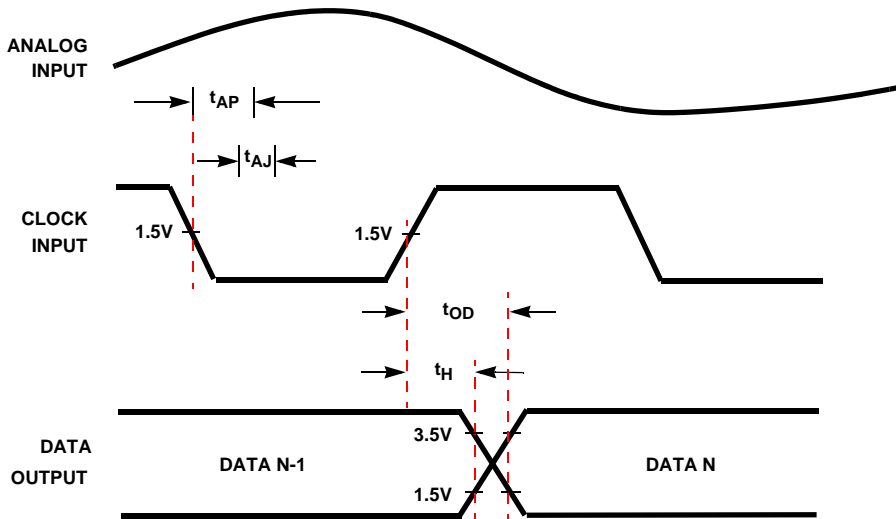 ANALOG
INPUT
tAP
tAJ
CLOCK
INPUT
1.5V
1.5V
tOD
tH
DATA
OUTPUT
3.5V
DATA N-1
DATA N
1.5V